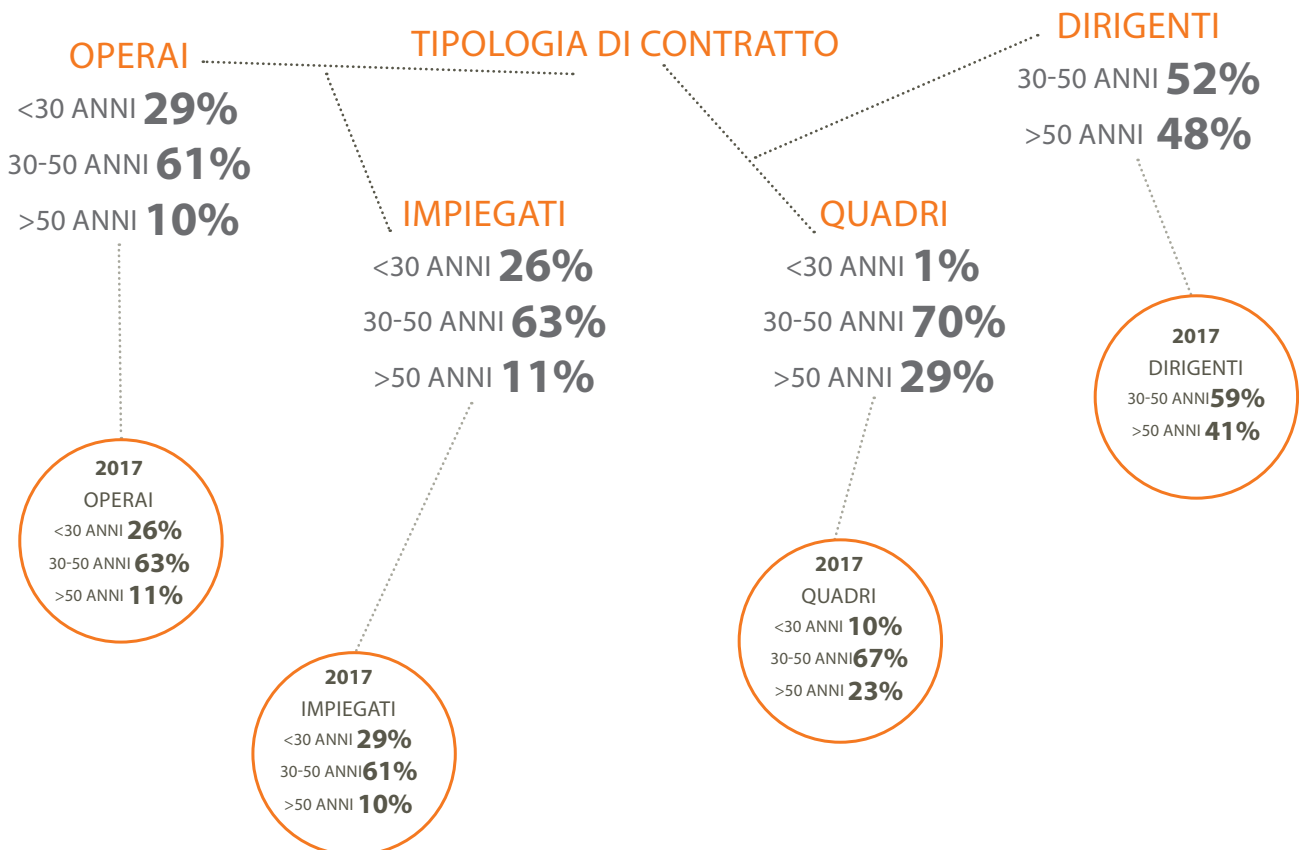 TIPOLOGIA DI CONTRATTO
OPERAI
<30 ANNI 29%
30-50 ANNI 61%
>50 ANNI 10%
IMPIEGATI
<30 ANNI 26%
30-50 ANNI 63%
>50 ANNI 11%
QUADRI
<30 ANNI 1%
30-50 ANNI 70%
>50 ANNI 29%
DIRIGENTI
30-50 ANNI 52%
>50 ANNI 48%
2017
OPERAI
<30 ANNI 26%
30-50 ANNI 63%
>50 ANNI 11%
2017
IMPIEGATI
<30 ANNI 29%
30-50 ANNI 61%
>50 ANNI 10%
2017
QUADRI
<30 ANNI 10%
30-50 ANNI 67%
>50 ANNI 23%
2017
DIRIGENTI
30-50 ANNI 59%
>50 ANNI 41%